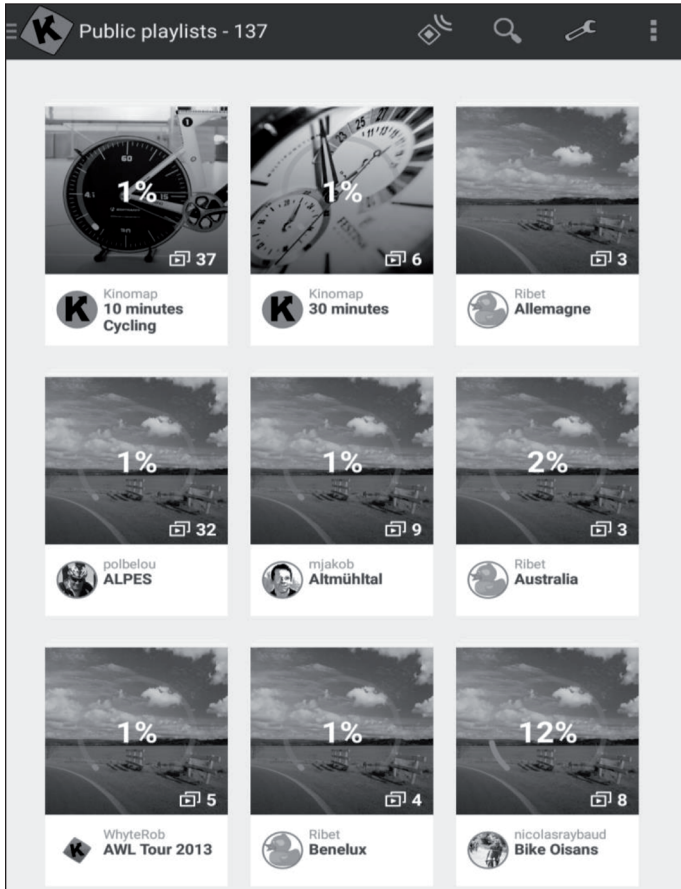 Public playlists - 137
1%
37
Kinomap
10 minutes
Cycling
1%
6
Kinomap
30 minutes
3
Ribet
Allemagne
1%
32
polbelou
ALPES
1%
9
mjakob
Altmühltal
2%
3
Ribet
Australia
1%
5
WhyteRob
AWL Tour 2013
1%
4
Ribet
Benelux
12%
8
nicolasraybaud
Bike Oisans